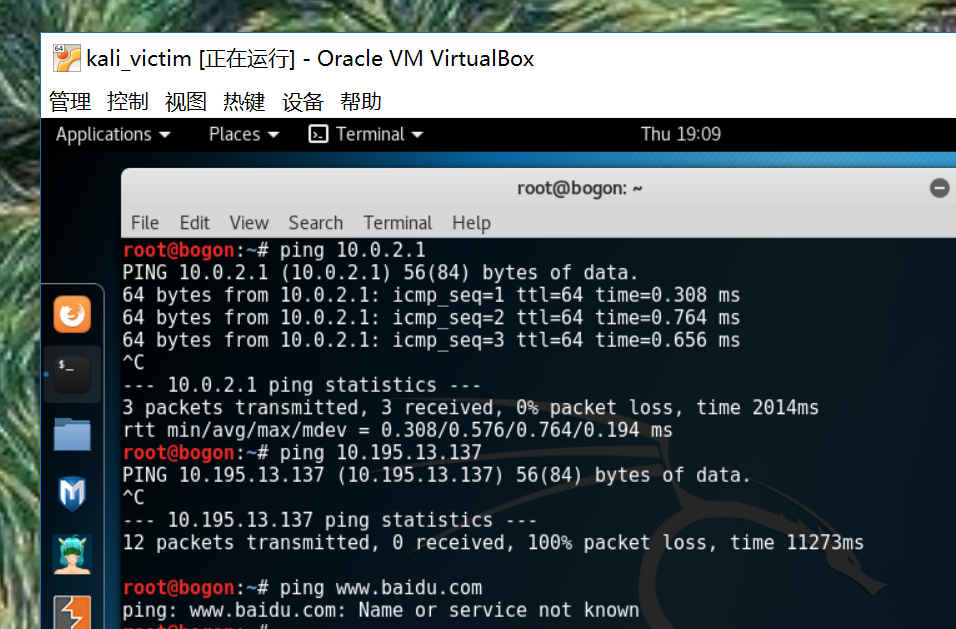 64
kali_victim [正在运行] - Oracle VM VirtualBox
管理 控制 视图 热键 设备 帮助
Applications Places Terminal Thu 19:09
root@bogon: ~
File Edit View Search Terminal Help
root@bogon:~# ping 10.0.2.1
PING 10.0.2.1 (10.0.2.1) 56(84) bytes of data.
64 bytes from 10.0.2.1: icmp_seq=1 ttl=64 time=0.308 ms
64 bytes from 10.0.2.1: icmp_seq=2 ttl=64 time=0.764 ms
64 bytes from 10.0.2.1: icmp_seq=3 ttl=64 time=0.656 ms
^C
--- 10.0.2.1 ping statistics ---
3 packets transmitted, 3 received, 0% packet loss, time 2014ms
rtt min/avg/max/mdev = 0.308/0.576/0.764/0.194 ms
root@bogon:~# ping 10.195.13.137
PING 10.195.13.137 (10.195.13.137) 56(84) bytes of data.
^C
--- 10.195.13.137 ping statistics ---
12 packets transmitted, 0 received, 100% packet loss, time 11273ms
root@bogon:~# ping www.baidu.com
ping: www.baidu.com: Name or service not known